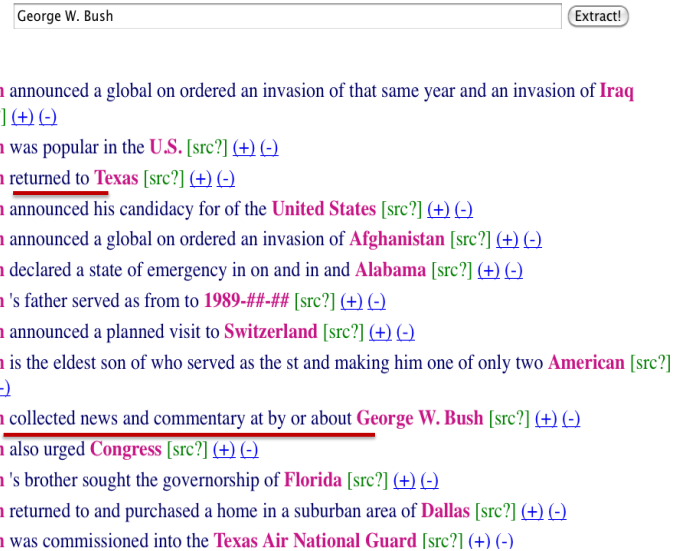 George W. Bush Extract!
n announced a global on ordered an invasion of that same year and an invasion of Iraq
] (+) (-)
n was popular in the U.S. [src?] (+) (-)
n returned to Texas [src?] (+) (-)
n announced his candidacy for of the United States [src?] (+) (-)
n announced a global on ordered an invasion of Afghanistan [src?] (+) (-)
n declared a state of emergency in on and in and Alabama [src?] (+) (-)
n 's father served as from to 1989-##-## [src?] (+) (-)
n announced a planned visit to Switzerland [src?] (+) (-)
n is the eldest son of who served as the st and making him one of only two American [src?]
-)
n collected news and commentary at by or about George W. Bush [src?] (+) (-)
n also urged Congress [src?] (+) (-)
n 's brother sought the governorship of Florida [src?] (+) (-)
n returned to and purchased a home in a suburban area of Dallas [src?] (+) (-)
n was commissioned into the Texas Air National Guard [src?] (+) (-)